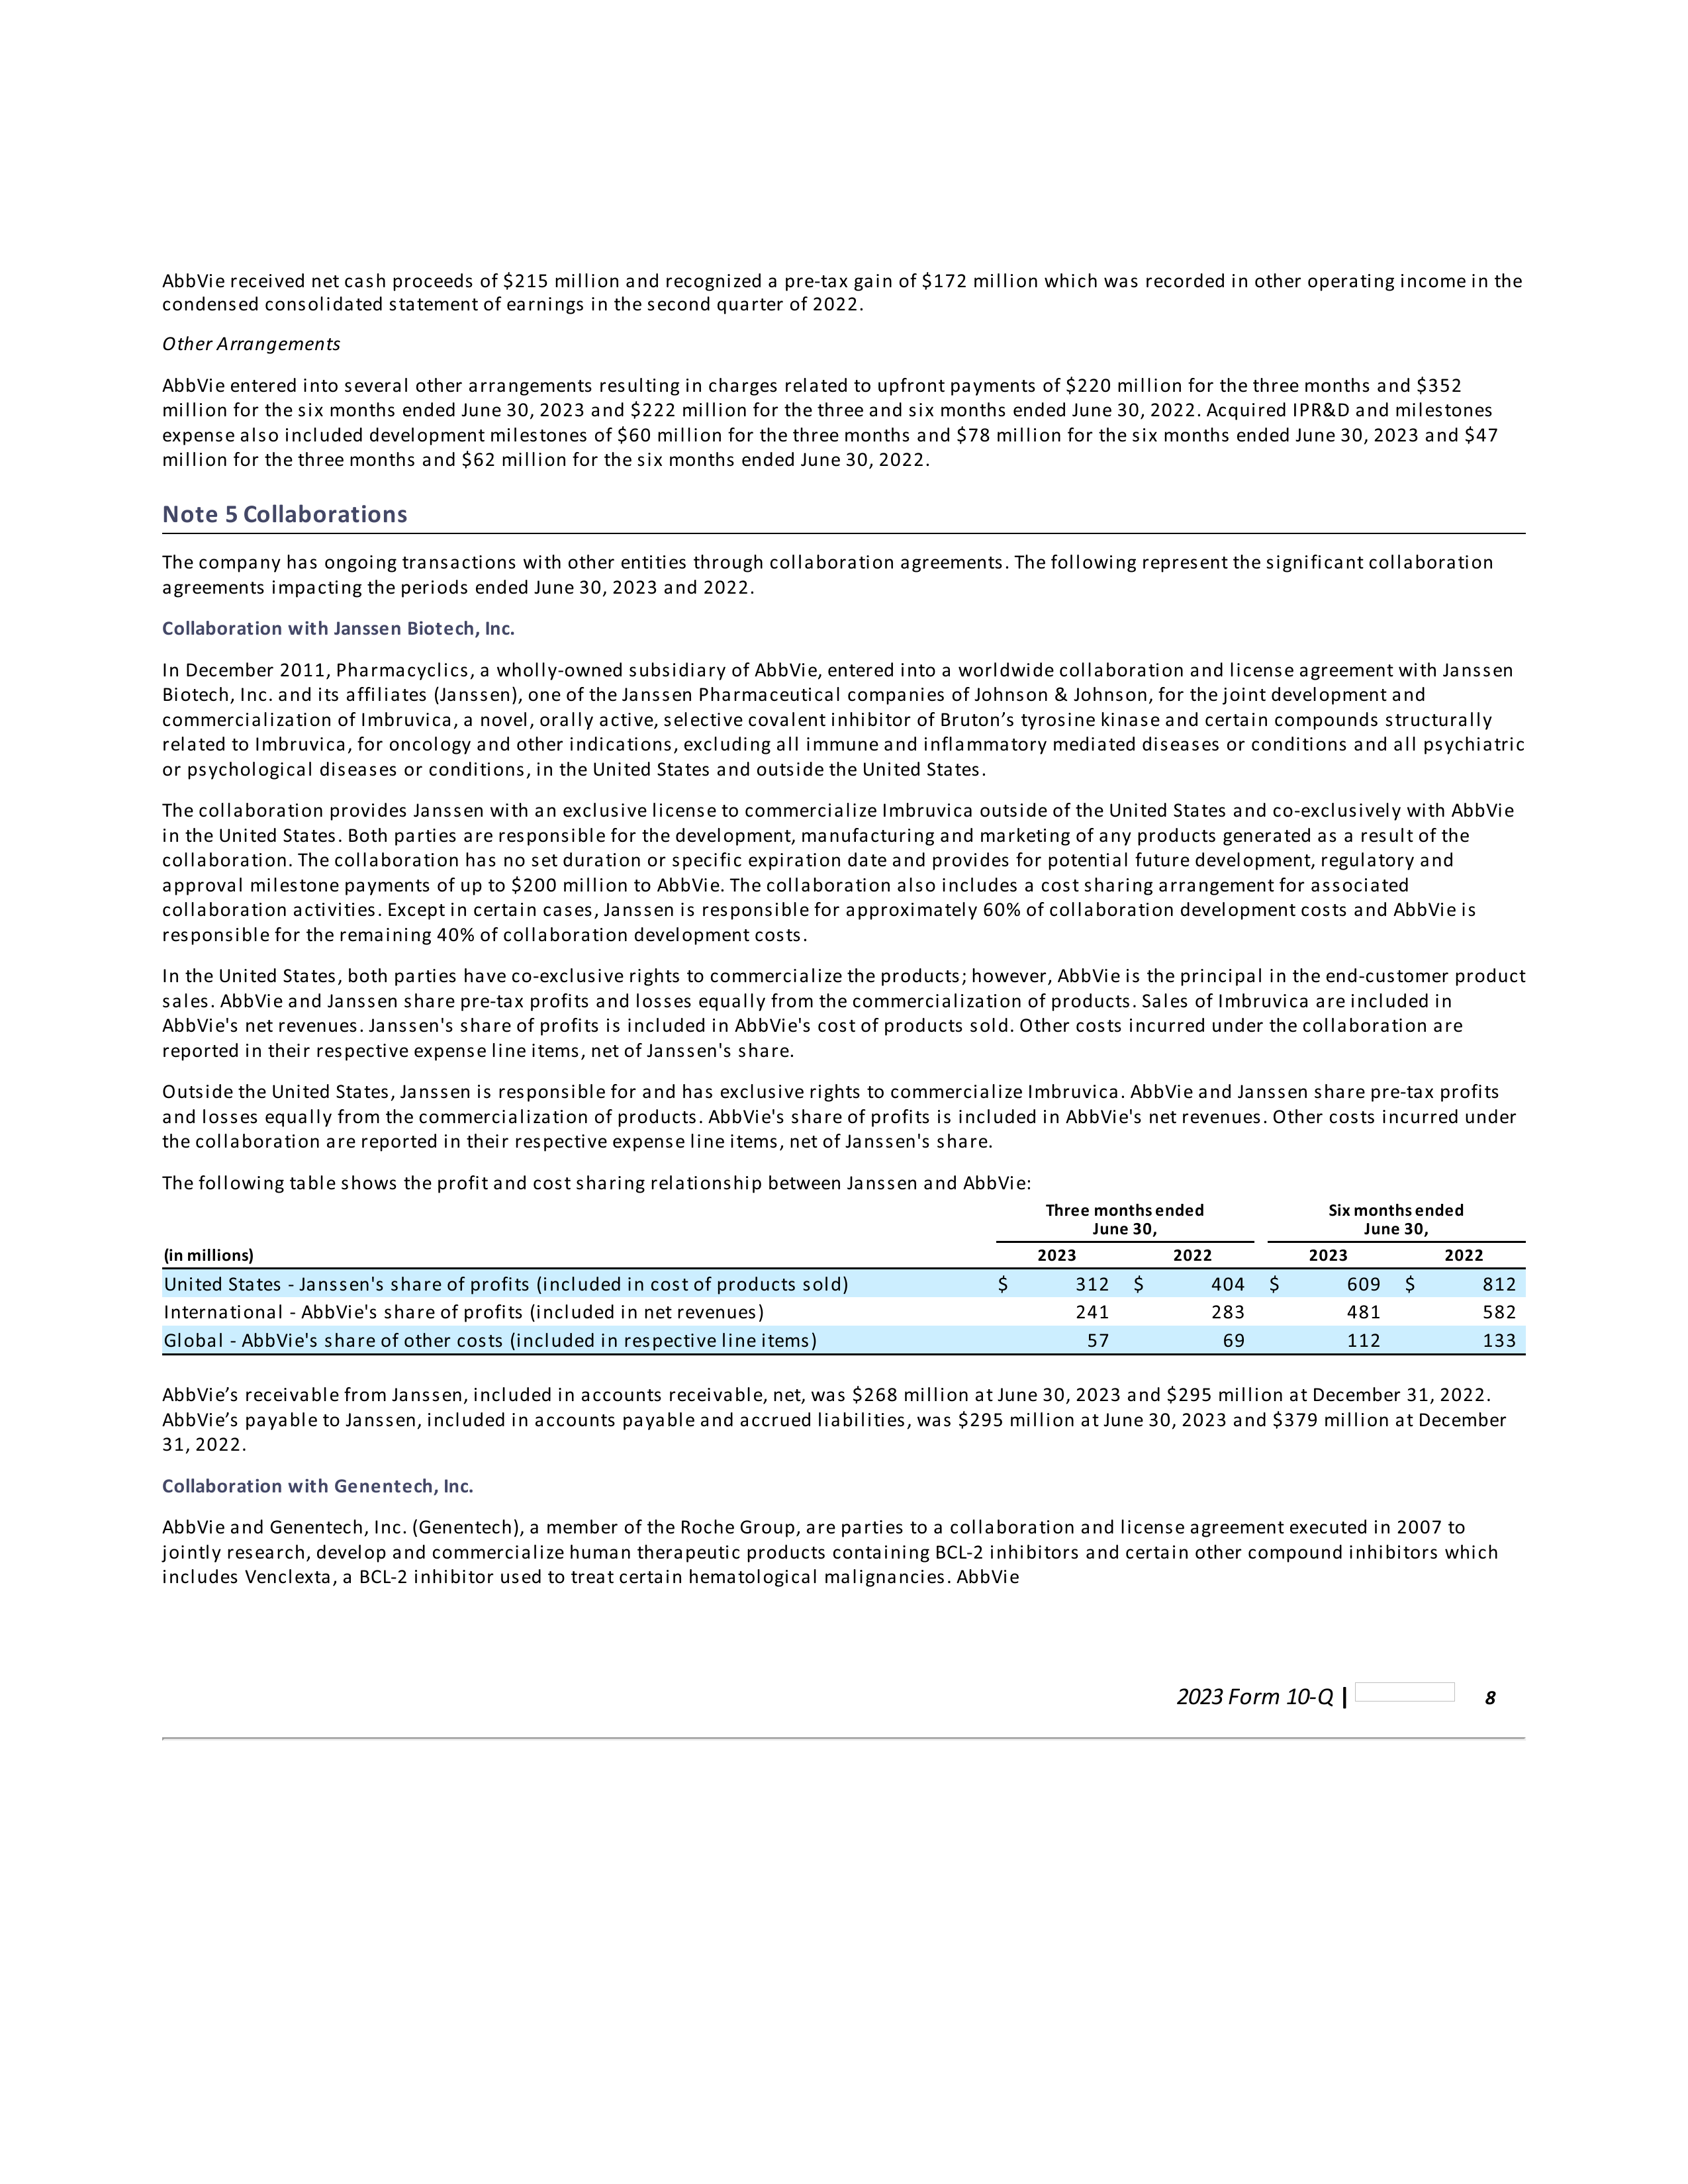 AbbVie received net cash proceeds of $215 million and recognized a pre-tax gain of $172 million which was recorded in other operating income in the
condensed consolidated statement of earnings in the second quarter of 2022.
Other Arrangements
AbbVie entered into several other arrangements resulting in charges related to upfront payments of $220 million for the three months and $352
million for the six months ended June 30, 2023 and $222 million for the three and six months ended June 30, 2022. Acquired IPR&D and milestones
expense also included development milestones of $60 million for the three months and $78 million for the six months ended June 30, 2023 and $47
million for the three months and $62 million for the six months ended June 30, 2022.
Note 5 Collaborations
The company has ongoing transactions with other entities through collaboration agreements. The following represent the significant collaboration
agreements impacting the periods ended June 30, 2023 and 2022.
Collaboration with Janssen Biotech, Inc.
In December 2011, Pharmacyclics, a wholly-owned subsidiary of AbbVie, entered into a worldwide collaboration and license agreement with Janssen
Biotech, Inc. and its affiliates (Janssen), one of the Janssen Pharmaceutical companies of Johnson & Johnson, for the joint development and
commercialization of Imbruvica, a novel, orally active, selective covalent inhibitor of Bruton’s tyrosine kinase and certain compounds structurally
related to Imbruvica, for oncology and other indications, excluding all immune and inflammatory mediated diseases or conditions and all psychiatric
or psychological diseases or conditions, in the United States and outside the United States.
The collaboration provides Janssen with an exclusive license to commercialize Imbruvica outside of the United States and co-exclusively with AbbVie
in the United States. Both parties are responsible for the development, manufacturing and marketing of any products generated as a result of the
collaboration. The collaboration has no set duration or specific expiration date and provides for potential future development, regulatory and
approval milestone payments of up to $200 million to AbbVie. The collaboration also includes a cost sharing arrangement for associated
collaboration activities. Except in certain cases, Janssen is responsible for approximately 60% of collaboration development costs and AbbVie is
responsible for the remaining 40% of collaboration development costs.
In the United States, both parties have co-exclusive rights to commercialize the products; however, AbbVie is the principal in the end-customer product
sales. AbbVie and Janssen share pre-tax profits and losses equally from the commercialization of products. Sales of Imbruvica are included in
AbbVie's net revenues. Janssen's share of profits is included in AbbVie's cost of products sold. Other costs incurred under the collaboration are
reported in their respective expense line items, net of Janssen's share.
Outside the United States, Janssen is responsible for and has exclusive rights to commercialize Imbruvica. AbbVie and Janssen share pre-tax profits
and losses equally from the commercialization of products. AbbVie's share of profits is included in AbbVie's net revenues. Other costs incurred under
the collaboration are reported in their respective expense line items, net of Janssen's share.
The following table shows the profit and cost sharing relationship between Janssen and AbbVie:
Three months ended Six months ended
June 30, June 30,
(in millions) 2023 2022 2023 2022
United States - Janssen's share of profits (included in cost of products sold) $ 312 $ 404 $ 609 $ 812
International - AbbVie's share of profits (included in net revenues) 241 283 481 582
Global - AbbVie's share of other costs (included in respective line items) 57 69 112 133
AbbVie’s receivable from Janssen, included in accounts receivable, net, was $268 million at June 30, 2023 and $295 million at December 31, 2022.
AbbVie’s payable to Janssen, included in accounts payable and accrued liabilities, was $295 million at June 30, 2023 and $379 million at December
31, 2022.
Collaboration with Genentech, Inc.
AbbVie and Genentech, Inc. (Genentech), a member of the Roche Group, are parties to a collaboration and license agreement executed in 2007 to
jointly research, develop and commercialize human therapeutic products containing BCL-2 inhibitors and certain other compound inhibitors which
includes Venclexta, a BCL-2 inhibitor used to treat certain hematological malignancies. AbbVie
2023 Form 10-Q | 8